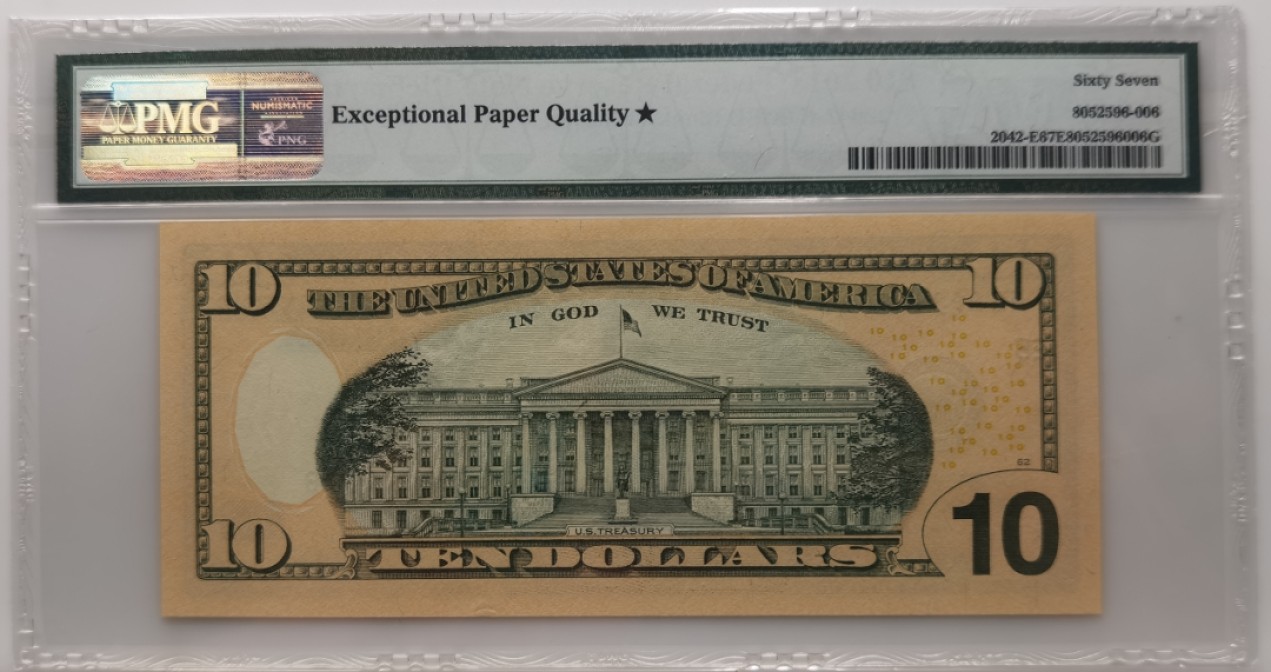 PMG
PAPER MONEY GUARANTY
NUMISMATIC
PNG
Exceptional Paper Quality ★
Sixty Seven
8052596-006
2042-E67E8052596006G
10
THE UNITED STATES OF AMERICA
10
IN GOD WE TRUST
U.S. TREASURY
10
TEN DOLLARS
10